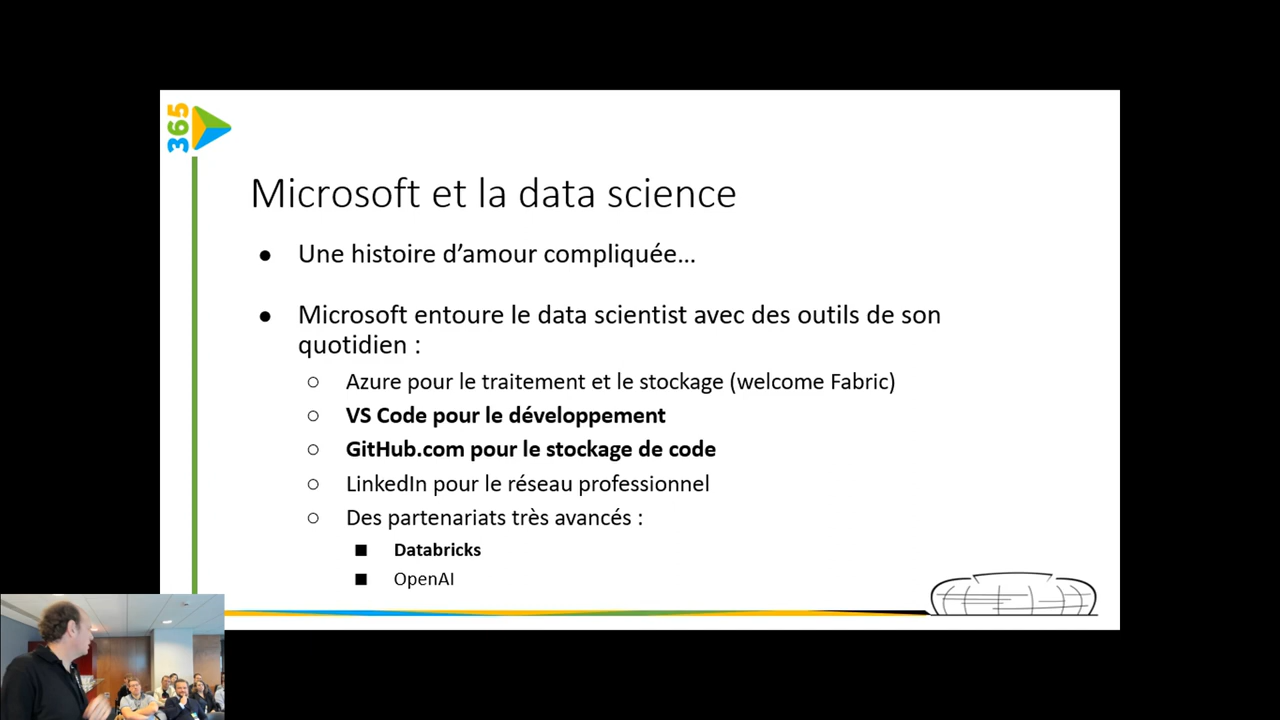 365
Microsoft et la data science
● Une histoire d’amour compliquée…
● Microsoft entoure le data scientist avec des outils de son
quotidien :
○ Azure pour le traitement et le stockage (welcome Fabric)
○ VS Code pour le développement
○ GitHub.com pour le stockage de code
○ LinkedIn pour le réseau professionnel
○ Des partenariats très avancés :
■ Databricks
■ OpenAI